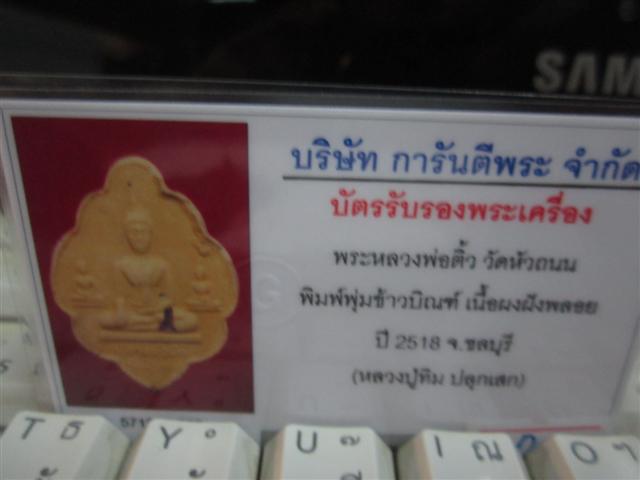 SAM
บริษัท การันตีพระ จำกัด
บัตรรับรองพระเครื่อง
พระหลวงพ่อติ้ว วัดหัวถนน
พิมพ์พุ่มข้าวบิณฑ์ เนื้อผงฝังพลอย
ปี 2518 จ.ชลบุรี
(หลวงปู่ทิม ปลุกเสก)
G
T ธ Y ํ U ๊ I ณ O ฯ